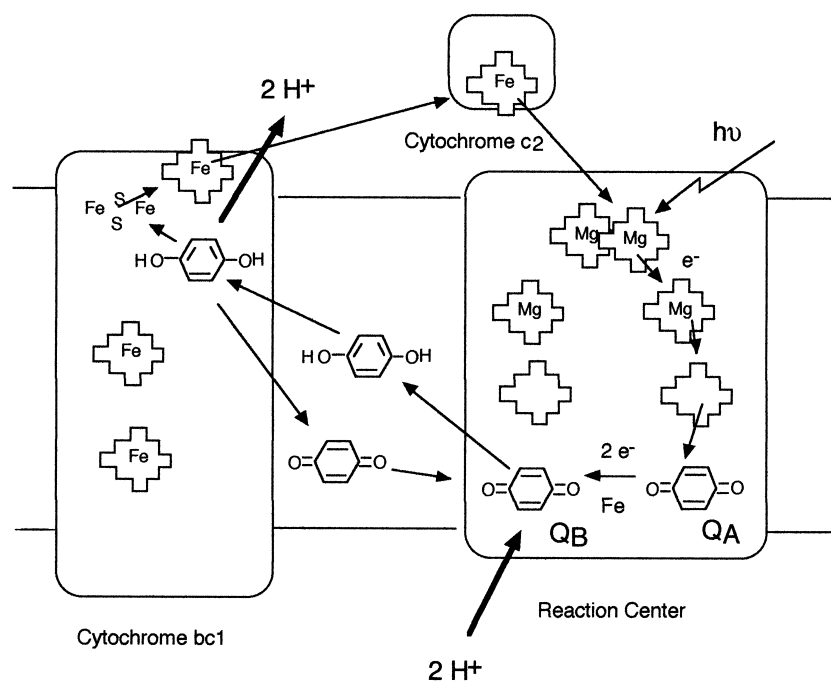 2 H+
Fe
Cytochrome c2
hυ
Fe
Fe S Fe
S
Mg Mg
HO OH
e-
Mg Mg
Fe
HO OH
Fe
2 e-
O O
O O
O O
Fe
QB QA
Reaction Center
Cytochrome bc1
2 H+